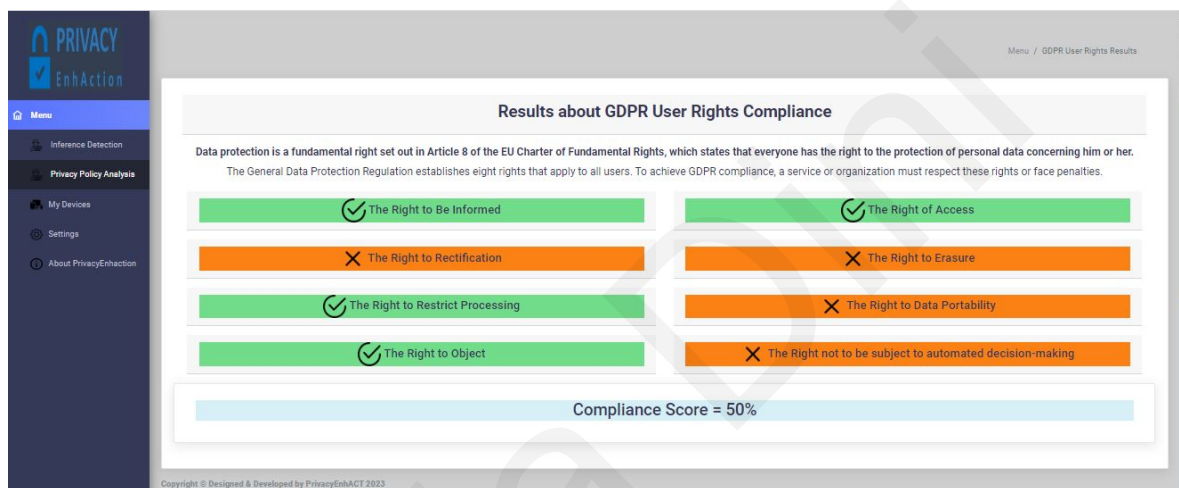 PRIVACY
EnhAction
Menu / GDPR User Rights Results
Menu
Inference Detection
Privacy Policy Analysis
My Devices
Settings
About PrivacyEnhaction
Results about GDPR User Rights Compliance
Data protection is a fundamental right set out in Article 8 of the EU Charter of Fundamental Rights, which states that everyone has the right to the protection of personal data concerning him or her.
The General Data Protection Regulation establishes eight rights that apply to all users. To achieve GDPR compliance, a service or organization must respect these rights or face penalties.
The Right to Be Informed
The Right of Access
The Right to Rectification
The Right to Erasure
The Right to Restrict Processing
The Right to Data Portability
The Right to Object
The Right not to be subject to automated decision-making
Compliance Score = 50%
Copyright © Designed & Developed by PrivacyEnhACT 2023